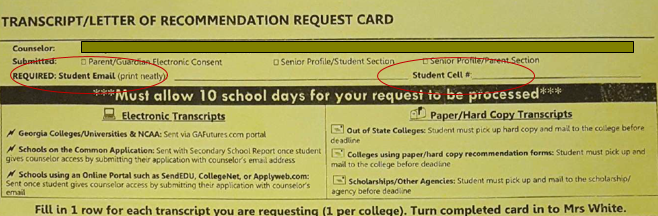 TRANSCRIPT/LETTER OF RECOMMENDATION REQUEST CARD
Counselor:
Submitted: □ Parent/Guardian Electronic Consent □ Senior Profile/Student Section □ Senior Profile/Parent Section
REQUIRED: Student Email (print neatly) Student Cell #:
***Must allow 10 school days for your request to be processed***
Electronic Transcripts
Georgia Colleges/Universities & NCAA: Sent via GAFutures.com portal
Schools on the Common Application: Sent with Secondary School Report once student
gives counselor access by submitting their application with counselor's email address
Schools using an Online Portal such as SendEDU, CollegeNet, or Applyweb.com:
Sent once student gives counselor access by submitting their application with counselor's
email
Paper/Hard Copy Transcripts
Out of State Colleges: Student must pick up hard copy and mail to the college before
deadline
Colleges using paper/hard copy recommendation forms: Student must pick up and
mail to the college before deadline
Scholarships/Other Agencies: Student must pick up and mail to the scholarship/
agency before deadline
Fill in 1 row for each transcript you are requesting (1 per college). Turn completed card in to Mrs White.